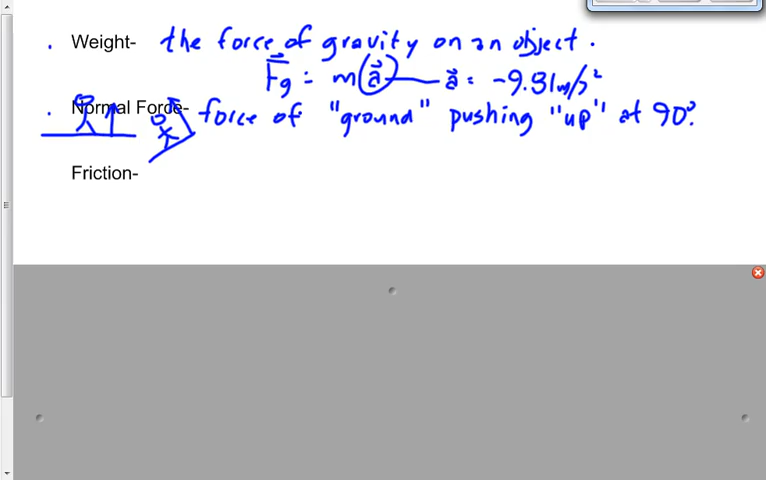 . Weight- the force of gravity on an object.
Fg = m(a) a = -9.81m/s²
. Normal Force- force of "ground" pushing "up" at 90°.
Friction-